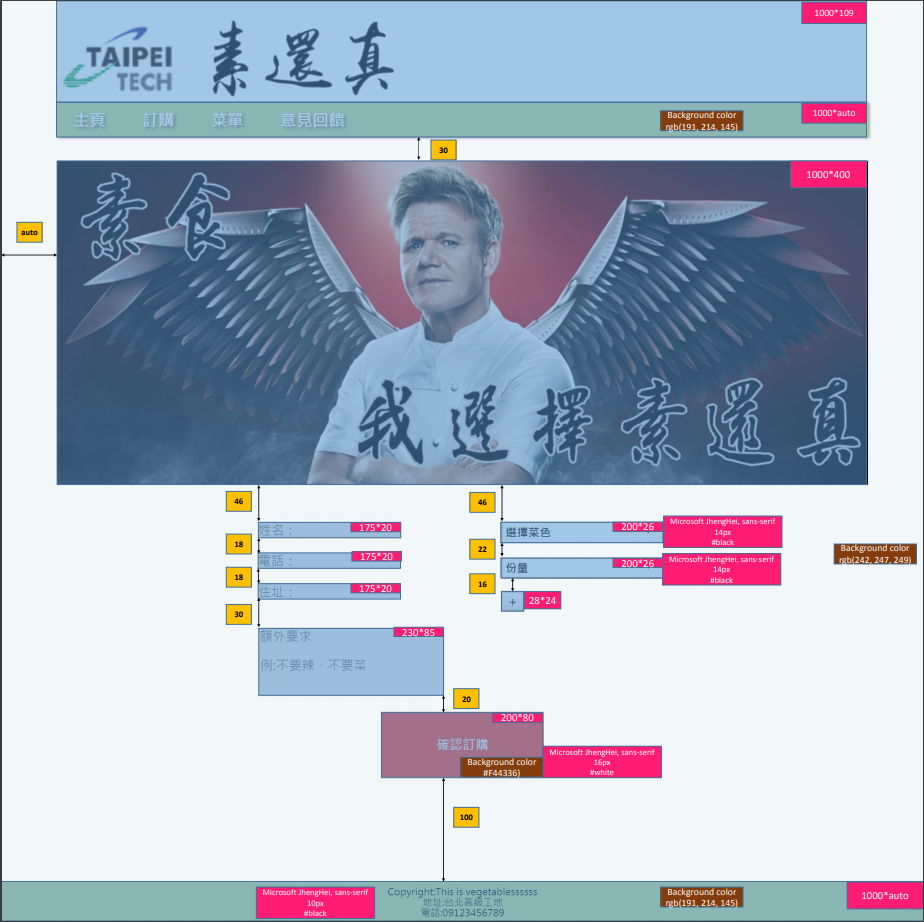 1000*109
TAIPEI
TECH
素還真
主頁 訂購 菜單 意見回饋
Background color
rgb(191, 214, 145)
1000*auto
30
1000*400
素食
auto
我選擇素還真
46
46
姓名：
175*20
選擇菜色
200*26
Microsoft JhengHei, sans-serif
14px
#black
18
電話：
175*20
22
份量
200*26
Microsoft JhengHei, sans-serif
14px
#black
Background color
rgb(242, 247, 249)
18
住址：
175*20
16
+
28*24
30
額外要求
230*85
例:不要辣、不要菜
20
200*80
確認訂購
Background color
#F44336)
Microsoft JhengHei, sans-serif
16px
#white
100
Microsoft JhengHei, sans-serif
10px
#black
Copyright:This is vegetablessssss
地址:台北高級工地
電話:09123456789
Background color
rgb(191, 214, 145)
1000*auto